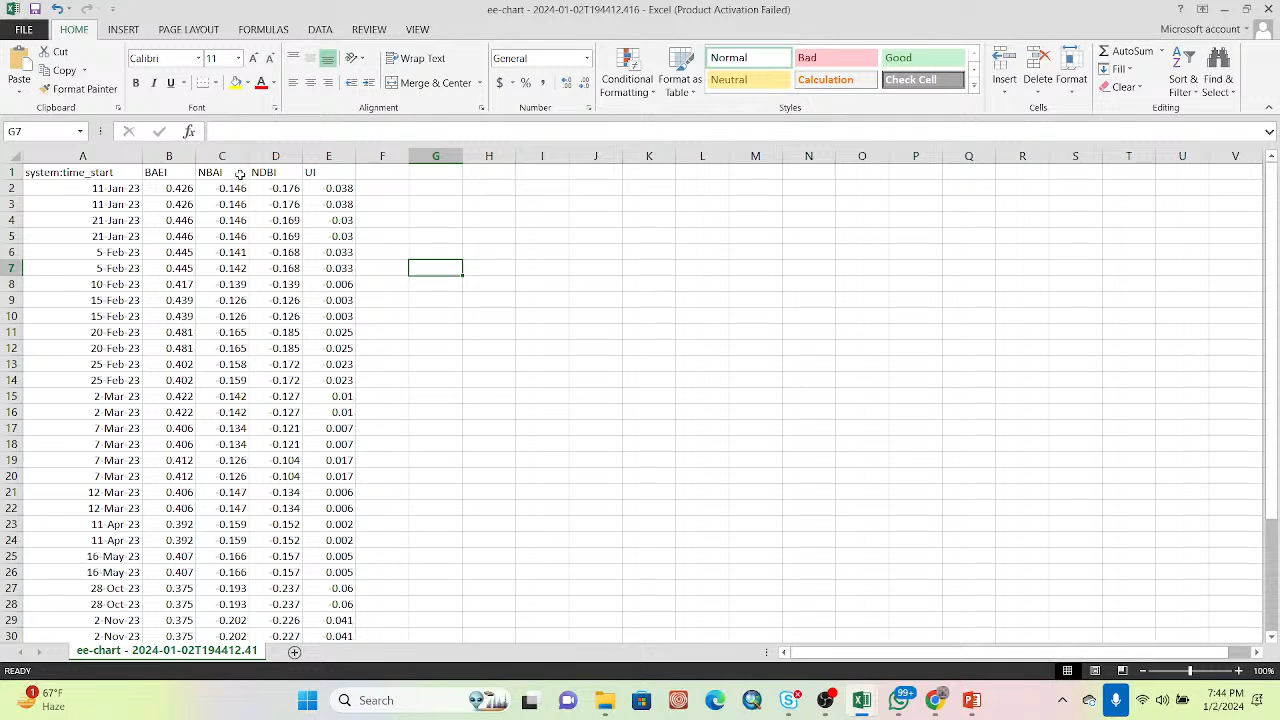 ee-chart - 2024-01-02T194412.416 - Excel (Product Activation Failed)
FILE HOME INSERT PAGE LAYOUT FORMULAS DATA REVIEW VIEW Microsoft account
Paste Cut Copy Format Painter Clipboard
Calibri 11 Font
Wrap Text Merge & Center Alignment
General $ % , Number
Conditional Formatting Format as Table
Normal Bad Good
Neutral Calculation Check Cell
Styles
Insert Delete Format Cells
AutoSum Fill Clear Sort & Filter Find & Select Editing
G7 fx
A B C D E F G H I J K L M N O P Q R S T U V
1 system:time_start BAEI NBAI NDBI UI
2 11-Jan-23 0.426 -0.146 -0.176 -0.038
3 11-Jan-23 0.426 -0.146 -0.176 -0.038
4 21-Jan-23 0.446 -0.146 -0.169 -0.03
5 21-Jan-23 0.446 -0.146 -0.169 -0.03
6 5-Feb-23 0.445 -0.141 -0.168 -0.033
7 5-Feb-23 0.445 -0.142 -0.168 -0.033
8 10-Feb-23 0.417 -0.139 -0.139 -0.006
9 15-Feb-23 0.439 -0.126 -0.126 -0.003
10 15-Feb-23 0.439 -0.126 -0.126 -0.003
11 20-Feb-23 0.481 -0.165 -0.185 -0.025
12 20-Feb-23 0.481 -0.165 -0.185 -0.025
13 25-Feb-23 0.402 -0.158 -0.172 -0.023
14 25-Feb-23 0.402 -0.159 -0.172 -0.023
15 2-Mar-23 0.422 -0.142 -0.127 0.01
16 2-Mar-23 0.422 -0.142 -0.127 0.01
17 7-Mar-23 0.406 -0.134 -0.121 0.007
18 7-Mar-23 0.406 -0.134 -0.121 0.007
19 7-Mar-23 0.412 -0.126 -0.104 0.017
20 7-Mar-23 0.412 -0.126 -0.104 0.017
21 12-Mar-23 0.406 -0.147 -0.134 0.006
22 12-Mar-23 0.406 -0.147 -0.134 0.006
23 11-Apr-23 0.392 -0.159 -0.152 0.002
24 11-Apr-23 0.392 -0.159 -0.152 0.002
25 16-May-23 0.407 -0.166 -0.157 0.005
26 16-May-23 0.407 -0.166 -0.157 0.005
27 28-Oct-23 0.375 -0.193 -0.237 -0.06
28 28-Oct-23 0.375 -0.193 -0.237 -0.06
29 2-Nov-23 0.375 -0.202 -0.226 -0.041
30 2-Nov-23 0.375 -0.202 -0.227 -0.041
ee-chart - 2024-01-02T194412.41
READY 100%
67°F
Haze
1
Search
99+
7:44 PM
1/2/2024